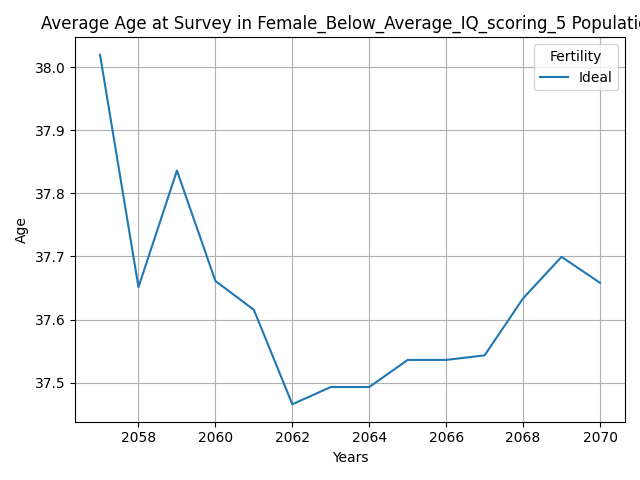 Average Age at Survey in Female_Below_Average_IQ_scoring_5 Populati
Fertility
Ideal
38.0
37.9
37.8
37.7
37.6
37.5
Age
2058 2060 2062 2064 2066 2068 2070
Years